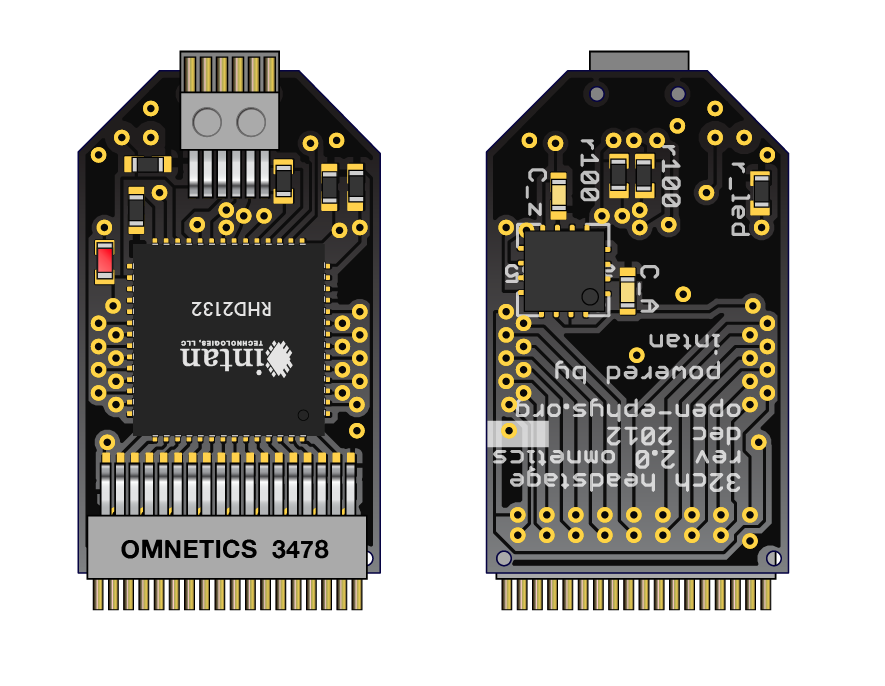 intan
TECHNOLOGIES, LLC
RHD2132
OMNETICS 3478
C_z
r100
r100
r_led
C_A
32ch headstage
rev 2.0 omnetics
dec 2012
open-ephys.org
powered by
intan